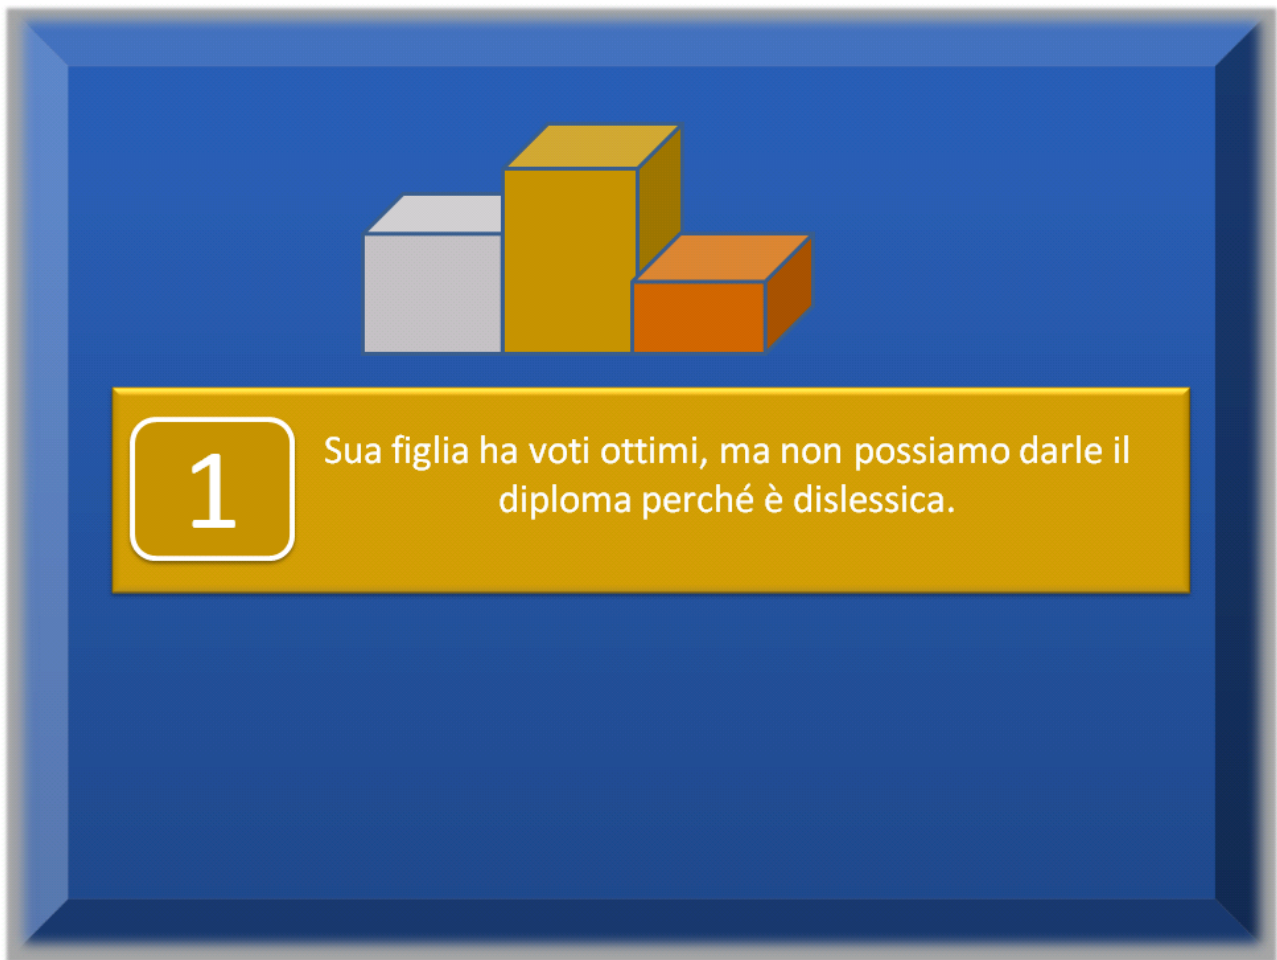 1
Sua figlia ha voti ottimi, ma non possiamo darle il
diploma perché è dislessica.